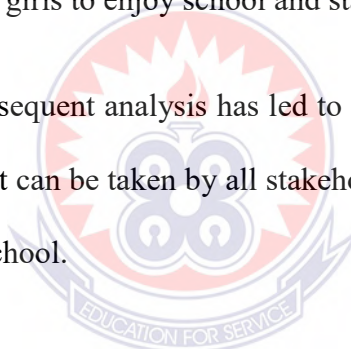 girls to enjoy school and st
sequent analysis has led to
t can be taken by all stakeh
chool.
EDUCATION FOR SERVICE